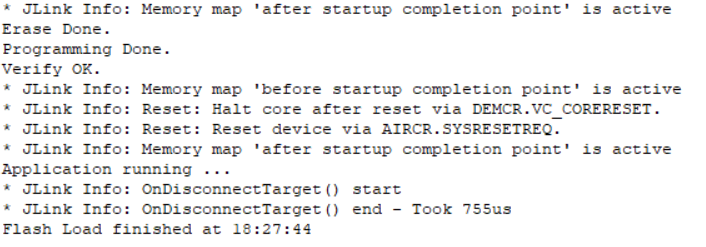 * JLink Info: Memory map 'after startup completion point' is active
Erase Done.
Programming Done.
Verify OK.
* JLink Info: Memory map 'before startup completion point' is active
* JLink Info: Reset: Halt core after reset via DEMCR.VC_CORERESET.
* JLink Info: Reset: Reset device via AIRCR.SYSRESETREQ.
* JLink Info: Memory map 'after startup completion point' is active
Application running ...
* JLink Info: OnDisconnectTarget() start
* JLink Info: OnDisconnectTarget() end - Took 755us
Flash Load finished at 18:27:44